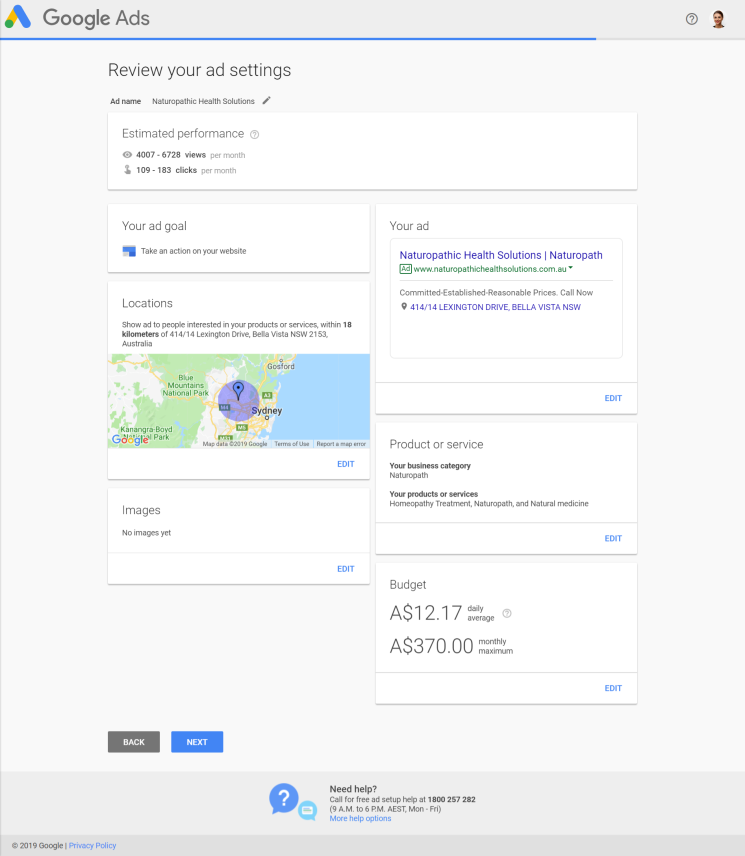 Google Ads
Review your ad settings
Ad name Naturopathic Health Solutions
Estimated performance
4007 - 6728 views per month
109 - 183 clicks per month
Your ad goal
Take an action on your website
Locations
Show ad to people interested in your products or services, within 18
kilometers of 414/14 Lexington Drive, Bella Vista NSW 2153,
Australia
Gosford
Blue
Mountains
National Park
A3
M4
Sydney
M5
Kanangra-Boyd
National Park
M31
Google
Map data ©2019 Google
Terms of Use
Report a map error
EDIT
Images
No images yet
EDIT
Your ad
Naturopathic Health Solutions | Naturopath
Ad www.naturopathichealthsolutions.com.au
Committed-Established-Reasonable Prices. Call Now
414/14 LEXINGTON DRIVE, BELLA VISTA NSW
EDIT
Product or service
Your business category
Naturopath
Your products or services
Homeopathy Treatment, Naturopath, and Natural medicine
EDIT
Budget
A$12.17 daily
average
A$370.00 monthly
maximum
EDIT
BACK
NEXT
Need help?
Call for free ad setup help at 1800 257 282
(9 A.M. to 6 P.M. AEST, Mon - Fri)
More help options
© 2019 Google | Privacy Policy